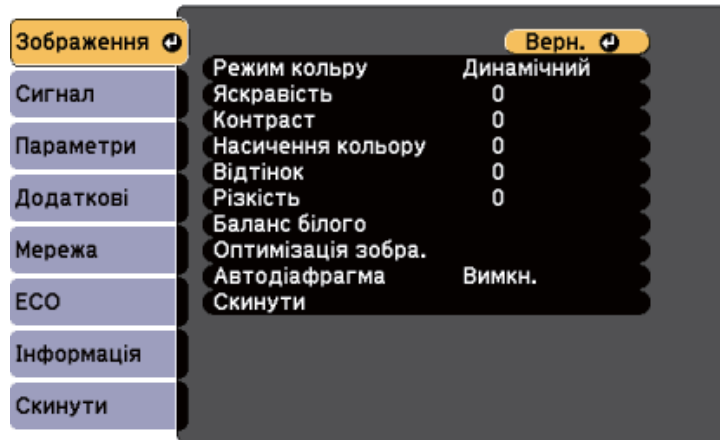 Зображення
Сигнал
Параметри
Додаткові
Мережа
ECO
Інформація
Скинути
Верн.
Режим кольру Динамічний
Яскравість 0
Контраст 0
Насичення кольору 0
Відтінок 0
Різкість 0
Баланс білого
Оптимізація зобра.
Автодіафрагма Вимкн.
Скинути